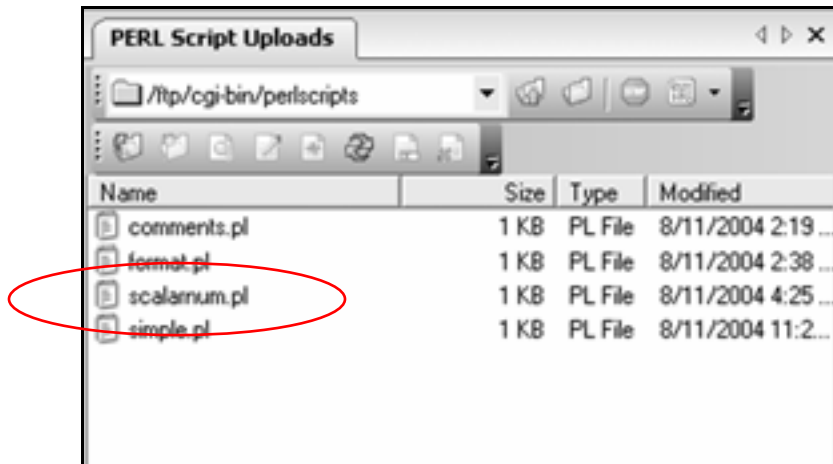 PERL Script Uploads
/ftp/cgi-bin/perlscripts
Name Size Type Modified
comments.pl 1 KB PL File 8/11/2004 2:19 ...
format.pl 1 KB PL File 8/11/2004 2:38 ...
scalarnum.pl 1 KB PL File 8/11/2004 4:25 ...
simple.pl 1 KB PL File 8/11/2004 11:2...